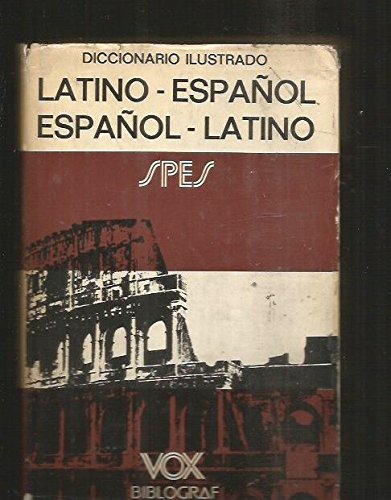 DICCIONARIO ILUSTRADO
LATINO - ESPAÑOL
ESPAÑOL - LATINO
SPES
VOX
BIBLOGRAF